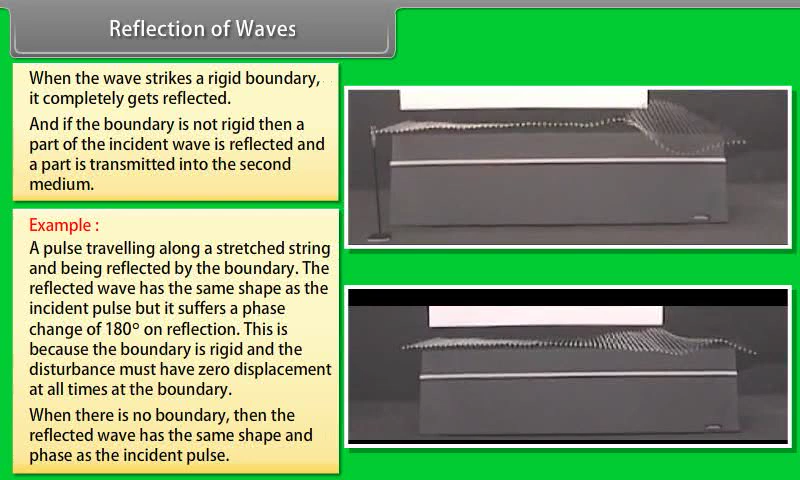 Reflection of Waves
When the wave strikes a rigid boundary,
it completely gets reflected.
And if the boundary is not rigid then a
part of the incident wave is reflected and
a part is transmitted into the second
medium.
Example :
A pulse travelling along a stretched string
and being reflected by the boundary. The
reflected wave has the same shape as the
incident pulse but it suffers a phase
change of 180° on reflection. This is
because the boundary is rigid and the
disturbance must have zero displacement
at all times at the boundary.
When there is no boundary, then the
reflected wave has the same shape and
phase as the incident pulse.